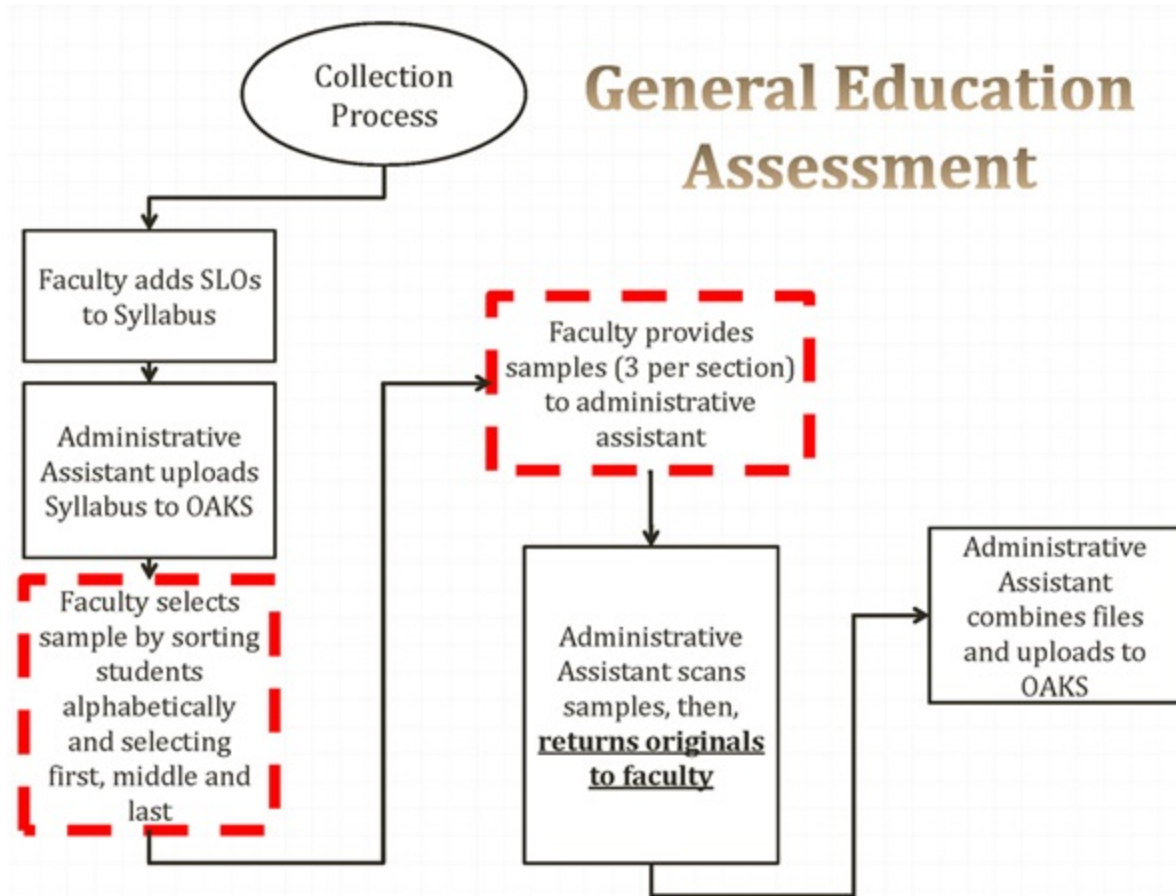 Collection
Process
General Education
Assessment
Faculty adds SLOs
to Syllabus
Administrative
Assistant uploads
Syllabus to OAKS
Faculty selects
sample by sorting
students
alphabetically
and selecting
first, middle and
last
Faculty provides
samples (3 per section)
to administrative
assistant
Administrative
Assistant scans
samples, then,
returns originals
to faculty
Administrative
Assistant
combines files
and uploads to
OAKS